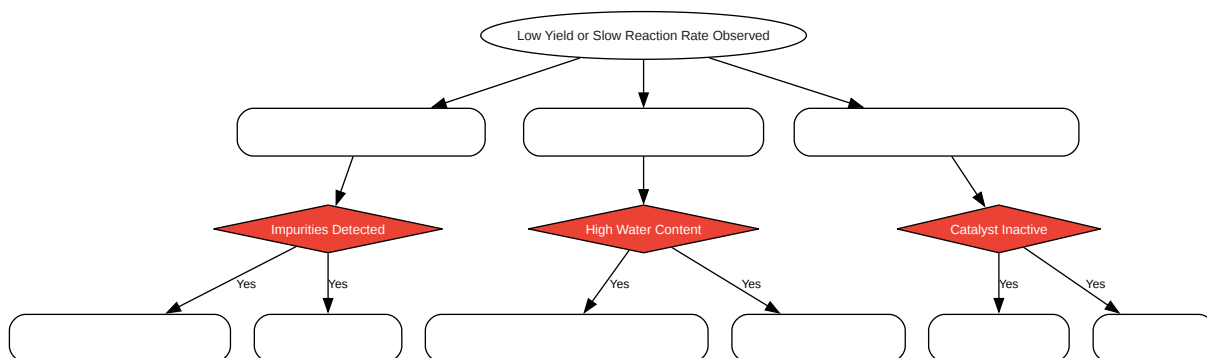 Low Yield or Slow Reaction Rate Observed
Impurities Detected
High Water Content
Catalyst Inactive
Yes
Yes
Yes
Yes
Yes
Yes